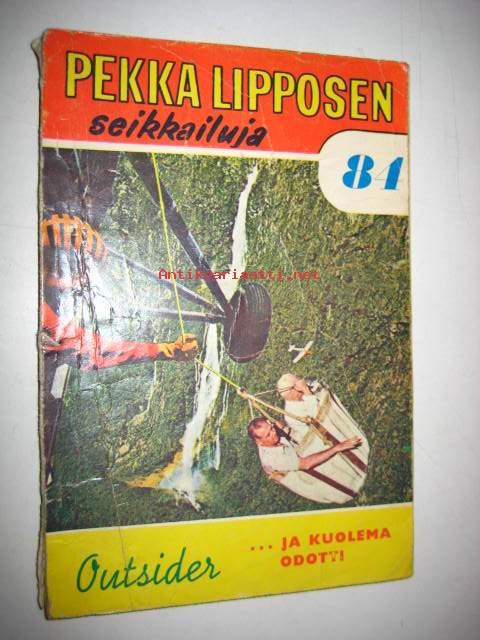 PEKKA LIPPOSEN
seikkailuja
84
Antikvariaatti.net
Outsider
... JA KUOLEMA
ODOTTI